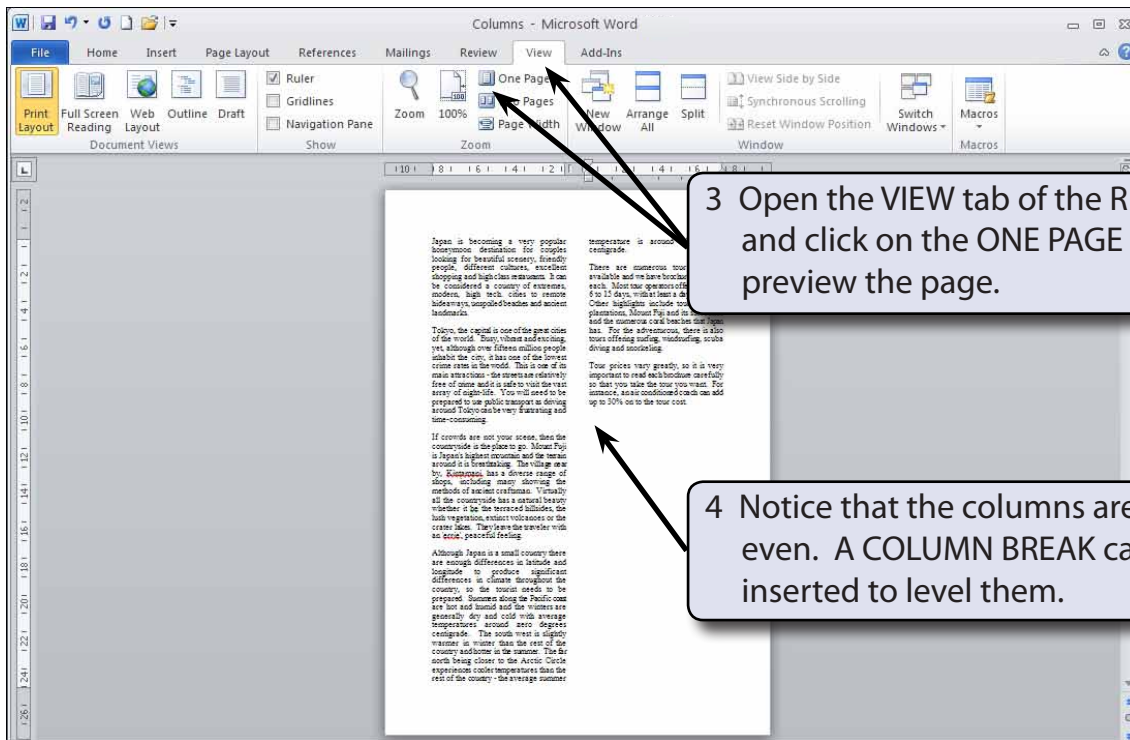 Columns - Microsoft Word
File Home Insert Page Layout References Mailings Review View Add-Ins
Print Layout
Full Screen Reading
Web Layout
Outline
Draft
Document Views
Ruler
Gridlines
Navigation Pane
Show
Zoom
100%
One Page
Pages
Page Width
Zoom
New Window
Arrange All
Split
View Side by Side
Synchronous Scrolling
Reset Window Position
Window
Switch Windows
Macros
Macros
Japan is becoming a very popular
honeymoon destination for couples
looking for beautiful scenery, friendly
people, different cultures, excellent
shopping and high class restaurants. It can
be considered a country of extremes,
modern, high tech. cities to remote
hideaways, unspoiled beaches and ancient
landmarks.
Tokyo, the capital is one of the great cities
of the world. Busy, vibrant and exciting,
yet, although over fifteen million people
inhabit the city, it has one of the lowest
crime rates in the world. This is one of its
main attractions - the streets are relatively
free of crime and it is safe to visit the vast
array of night-life. You will need to be
prepared to use public transport as driving
around Tokyo can be very frustrating and
time-consuming.
If crowds are not your scene, then the
countryside is the place to go. Mount Fuji
is Japan's highest mountain and the terrain
around it is breathtaking. The village near
by, Kintamani, has a diverse range of
shops, including many showing the
methods of ancient craftsman. Virtually
all the countryside has a natural beauty
whether it be the terraced hillsides, the
lush vegetation, extinct volcanoes or the
crater lakes. They leave the traveler with
an 'errie', peaceful feeling.
Although Japan is a small country there
are enough differences in latitude and
longitude to produce significant
differences in climate throughout the
country, so the tourist needs to be
prepared. Summers along the Pacific coast
are hot and humid and the winters are
generally dry and cold with average
temperatures around zero degrees
centigrade. The south west is slightly
warmer in winter than the rest of the
country and hotter in the summer. The far
north being closer to the Arctic Circle
experiences cooler temperatures than the
rest of the country - the average summer
temperature is around
centigrade.
There are numerous tour
available and we have
each. Most tour operators
6 to 15 days, with at least a
Other highlights include
plantations, Mount Fuji and its
and the numerous coral beaches that Japan
has. For the adventurous, there is also
tours offering surfing, windsurfing, scuba
diving and snorkeling.
Tour prices vary greatly, so it is very
important to read each brochure carefully
so that you take the tour you want. For
instance, an air conditioned coach can add
up to 30% on to the tour cost.
3 Open the VIEW tab of the R
and click on the ONE PAGE
preview the page.
4 Notice that the columns are
even. A COLUMN BREAK ca
inserted to level them.